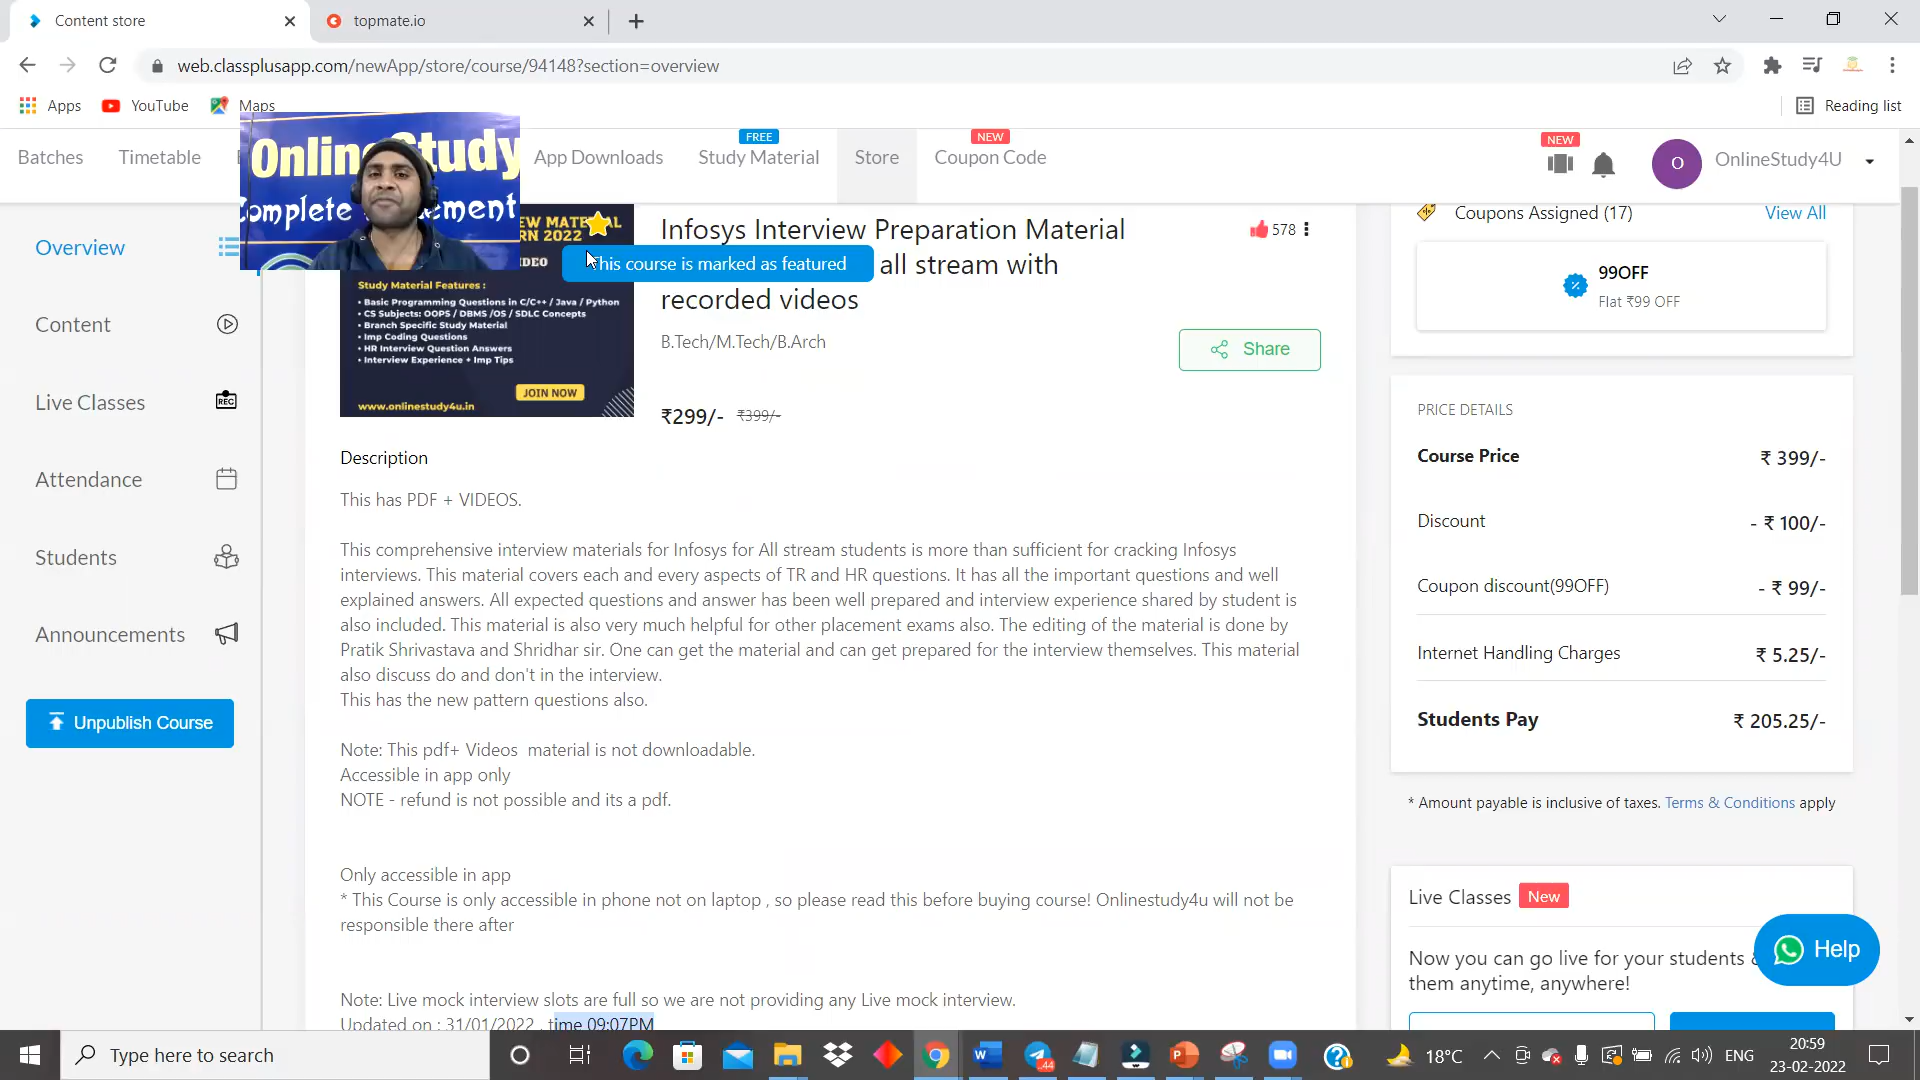 Content store
topmate.io
web.classplusapp.com/newApp/store/course/94148?section=overview
Apps
YouTube
Maps
Reading list
Batches
Timetable
App Downloads
FREE
Study Material
Store
NEW
Coupon Code
NEW
O
OnlineStudy4U
Online Study
Complete
ement
Overview
Content
Live Classes
REC
Attendance
Students
Announcements
Unpublish Course
2022
Study Material Features :
• Basic Programming Questions in C/C++ / Java / Python
• CS Subjects: OOPS / DBMS /OS / SDLC Concepts
• Branch Specific Study Material
• Imp Coding Questions
• HR Interview Question Answers
• Interview Experience + Imp Tips
JOIN NOW
www.onlinestudy4u.in
This course is marked as featured
Infosys Interview Preparation Material
all stream with
recorded videos
578
B.Tech/M.Tech/B.Arch
Share
₹299/- ₹399/-
Description
This has PDF + VIDEOS.
This comprehensive interview materials for Infosys for All stream students is more than sufficient for cracking Infosys
interviews. This material covers each and every aspects of TR and HR questions. It has all the important questions and well
explained answers. All expected questions and answer has been well prepared and interview experience shared by student is
also included. This material is also very much helpful for other placement exams also. The editing of the material is done by
Pratik Shrivastava and Shridhar sir. One can get the material and can get prepared for the interview themselves. This material
also discuss do and don't in the interview.
This has the new pattern questions also.
Note: This pdf+ Videos material is not downloadable.
Accessible in app only
NOTE - refund is not possible and its a pdf.
Only accessible in app
* This Course is only accessible in phone not on laptop , so please read this before buying course! Onlinestudy4u will not be
responsible there after
Note: Live mock interview slots are full so we are not providing any Live mock interview.
Updated on : 31/01/2022 , time 09:07PM
Coupons Assigned (17)
View All
99OFF
Flat ₹99 OFF
PRICE DETAILS
Course Price ₹ 399/-
Discount - ₹ 100/-
Coupon discount(99OFF) - ₹ 99/-
Internet Handling Charges ₹ 5.25/-
Students Pay ₹ 205.25/-
* Amount payable is inclusive of taxes. Terms & Conditions apply
Live Classes New
Now you can go live for your students
them anytime, anywhere!
Help
Type here to search
44
18°C
ENG
20:59
23-02-2022